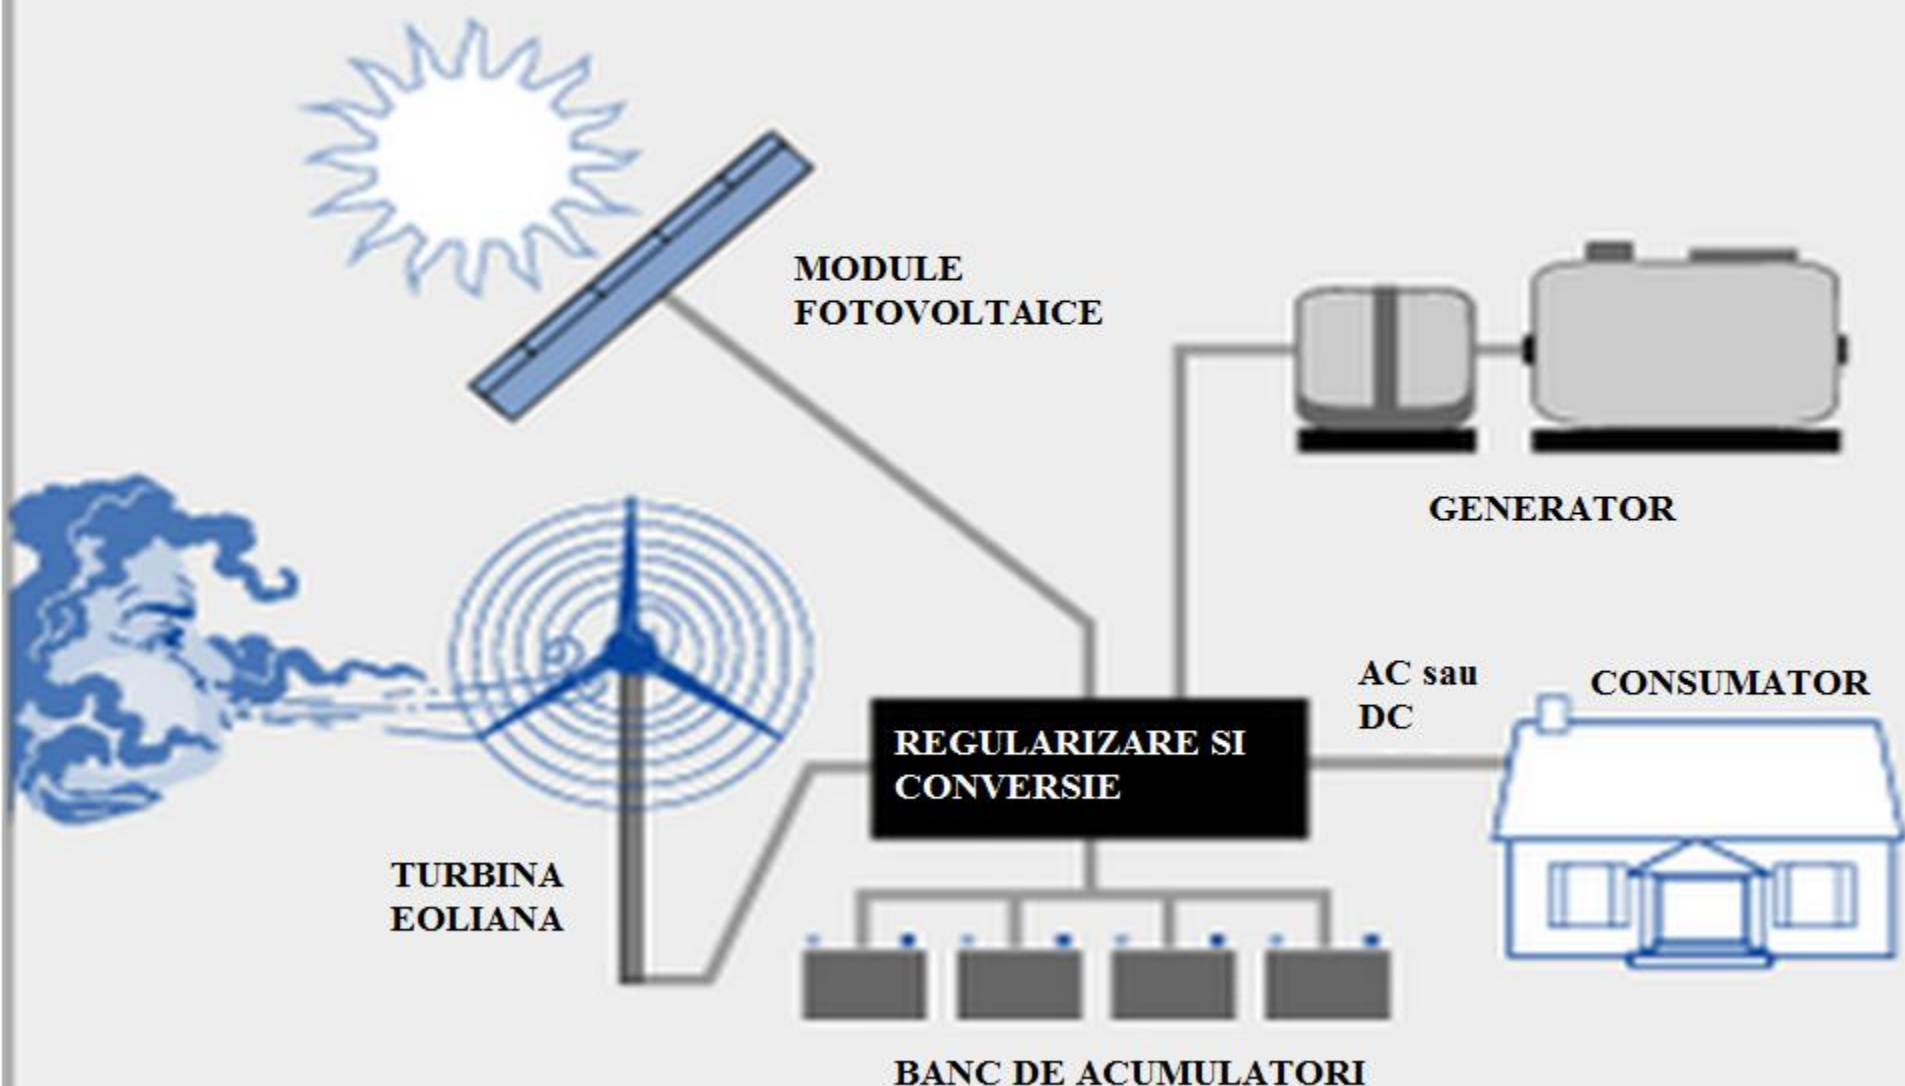 MODULE
FOTOVOLTAICE
GENERATOR
AC sau
DC
CONSUMATOR
REGULARIZARE SI
CONVERSIE
TURBINA
EOLIANA
BANC DE ACUMULATORI